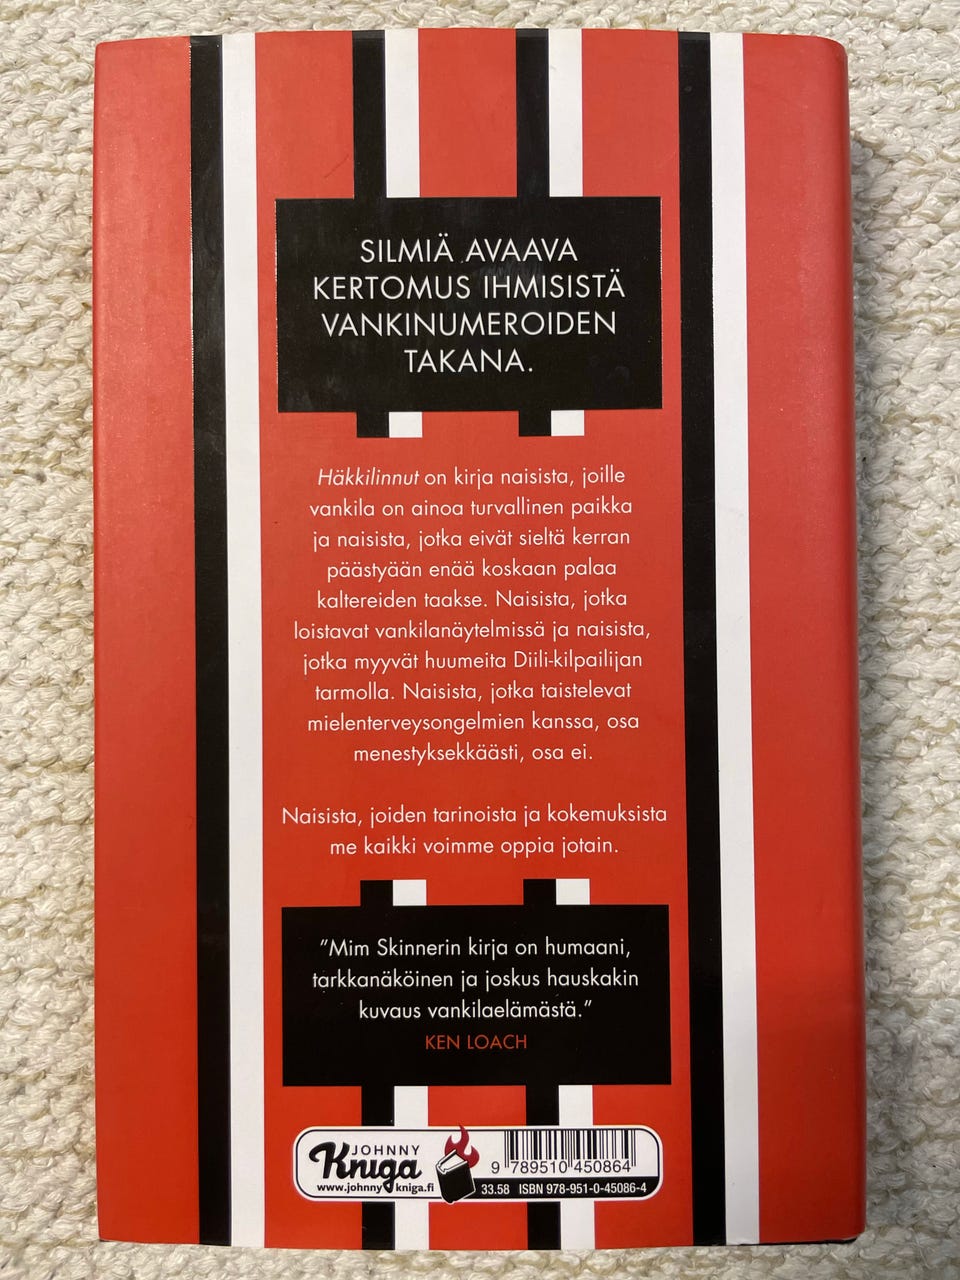 SILMIÄ AVAAVA
KERTOMUS IHMISISTÄ
VANKINUMEROIDEN
TAKANA.
Häkkilinnut on kirja naisista, joille
vankila on ainoa turvallinen paikka
ja naisista, jotka eivät sieltä kerran
päästyään enää koskaan palaa
kaltereiden taakse. Naisista, jotka
loistavat vankilanäytelmissä ja naisista,
jotka myyvät huumeita Diili-kilpailijan
tarmolla. Naisista, jotka taistelevat
mielenterveysongelmien kanssa, osa
menestyksekkäästi, osa ei.
Naisista, joiden tarinoista ja kokemuksista
me kaikki voimme oppia jotain.
”Mim Skinnerin kirja on humaani,
tarkkanäköinen ja joskus hauskakin
kuvaus vankilaelämästä.”
KEN LOACH
JOHNNY
Kniga
www.johnnykniga.fi
9 789510 450864
33.58 ISBN 978-951-0-45086-4